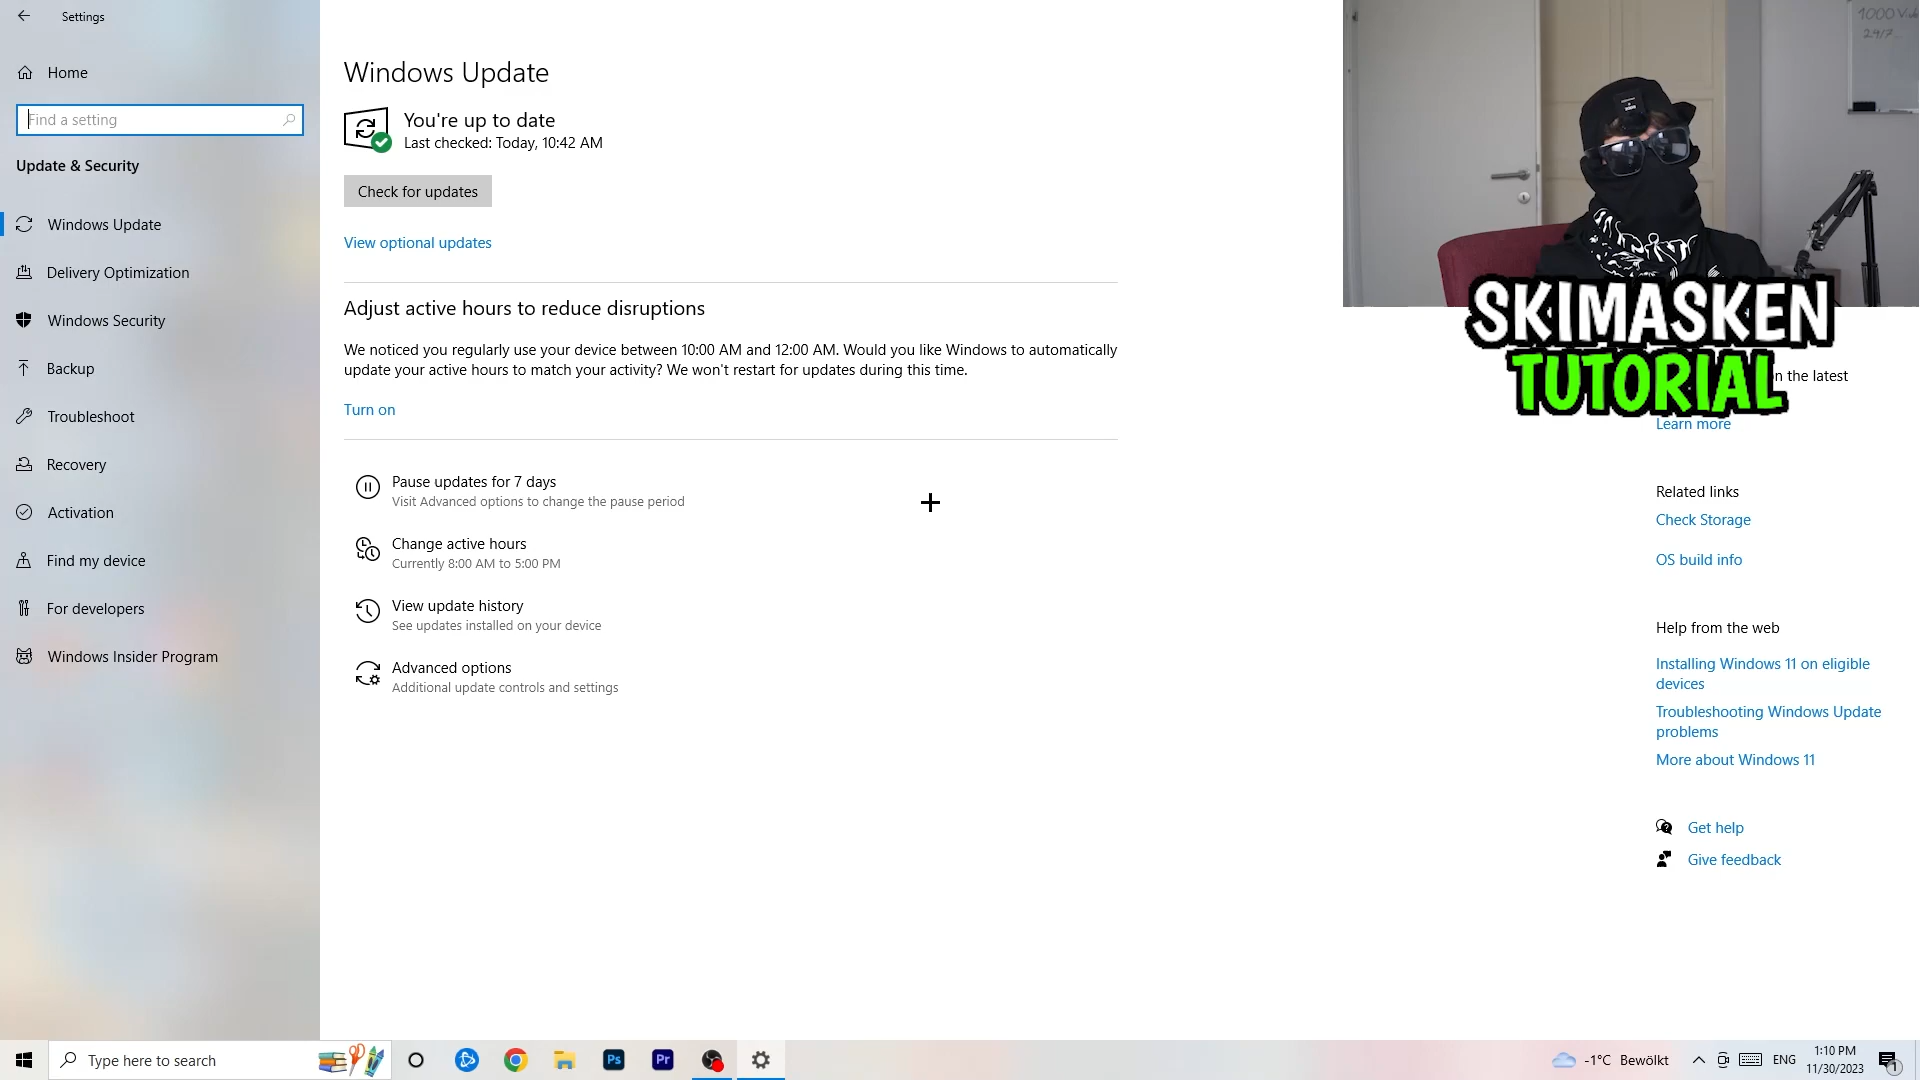 Settings
Home
Find a setting
Update & Security
Windows Update
Delivery Optimization
Windows Security
Backup
Troubleshoot
Recovery
Activation
Find my device
For developers
Windows Insider Program
Windows Update
You're up to date
Last checked: Today, 10:42 AM
Check for updates
View optional updates
Adjust active hours to reduce disruptions
We noticed you regularly use your device between 10:00 AM and 12:00 AM. Would you like Windows to automatically
update your active hours to match your activity? We won't restart for updates during this time.
Turn on
Pause updates for 7 days
Visit Advanced options to change the pause period
Change active hours
Currently 8:00 AM to 5:00 PM
View update history
See updates installed on your device
Advanced options
Additional update controls and settings
SKIMASKEN
TUTORIAL
n the latest
Learn more
Related links
Check Storage
OS build info
Help from the web
Installing Windows 11 on eligible
devices
Troubleshooting Windows Update
problems
More about Windows 11
Get help
Give feedback
Type here to search
Ps
Pr
-1°C Bewölkt
ENG
1:10 PM
11/30/2023
1